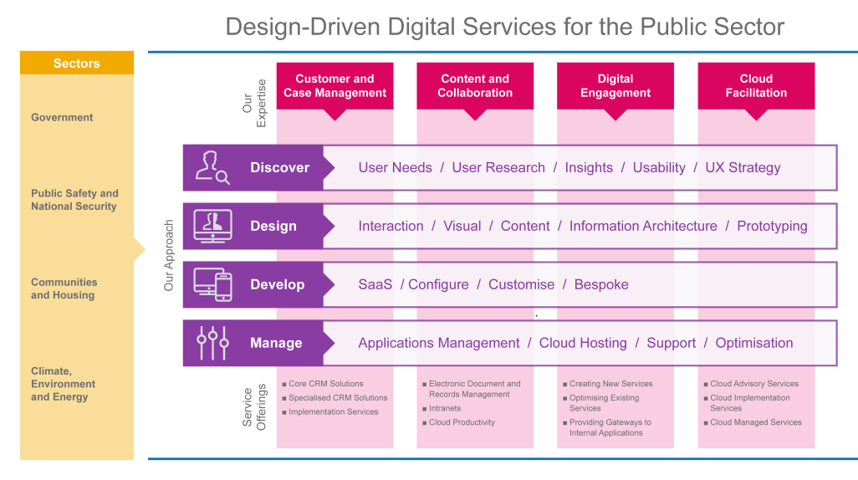 Design-Driven Digital Services for the Public Sector
Sectors
Government
Public Safety and
National Security
Communities
and Housing
Climate,
Environment
and Energy
Our
Expertise
Customer and
Case Management
Content and
Collaboration
Digital
Engagement
Cloud
Facilitation
Our Approach
Discover
User Needs / User Research / Insights / Usability / UX Strategy
Design
Interaction / Visual / Content / Information Architecture / Prototyping
Develop
SaaS / Configure / Customise / Bespoke
Manage
Applications Management / Cloud Hosting / Support / Optimisation
Service
Offerings
■ Core CRM Solutions
■ Specialised CRM Solutions
■ Implementation Services
■ Electronic Document and
Records Management
■ Intranets
■ Cloud Productivity
■ Creating New Services
■ Optimising Existing
Services
■ Providing Gateways to
Internal Applications
■ Cloud Advisory Services
■ Cloud Implementation
Services
■ Cloud Managed Services